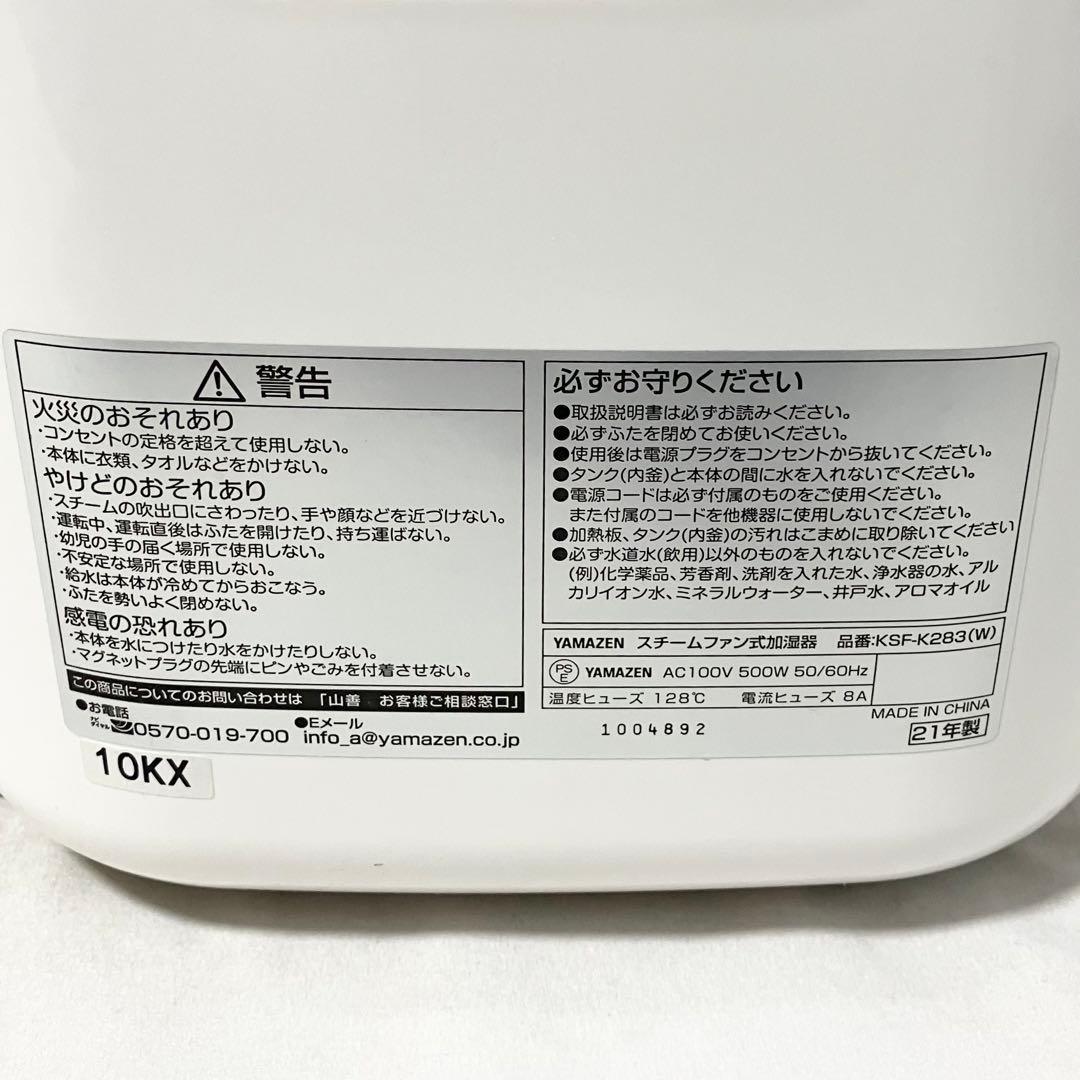 警告
火災のおそれあり
・コンセントの定格を超えて使用しない。
・本体に衣類、タオルなどをかけない。
やけどのおそれあり
・スチームの吹出口にさわったり、手や顔などを近づけない。
・運転中、運転直後はふたを開けたり、持ち運ばない。
・幼児の手の届く場所で使用しない。
・不安定な場所で使用しない。
・給水は本体が冷めてからおこなう。
・ふたを勢いよく閉めない。
感電の恐れあり
・本体を水につけたり水をかけたりしない。
・マグネットプラグの先端にピンやごみを付着させない。
この商品についてのお問い合わせは 「山善 お客様ご相談窓口」
●お電話
ナビダイヤル 0570-019-700
●Eメール
info_a@yamazen.co.jp
10KX
必ずお守りください
●取扱説明書は必ずお読みください。
●必ずふたを閉めてお使いください。
●使用後は電源プラグをコンセントから抜いてください。
●タンク(内釜)と本体の間に水を入れないでください。
●電源コードは必ず付属のものをご使用ください。
また付属のコードを他機器に使用しないでください。
●加熱板、タンク(内釜)の汚れはこまめに取り除いてください
●必ず水道水(飲用)以外のものを入れないでください。
(例)化学薬品、芳香剤、洗剤を入れた水、浄水器の水、アル
カリイオン水、ミネラルウォーター、井戸水、アロマオイル
YAMAZEN スチームファン式加湿器 品番:KSF-K283(W)
PSE YAMAZEN AC100V 500W 50/60Hz
温度ヒューズ 128℃ 電流ヒューズ 8A
MADE IN CHINA
1004892
21年製